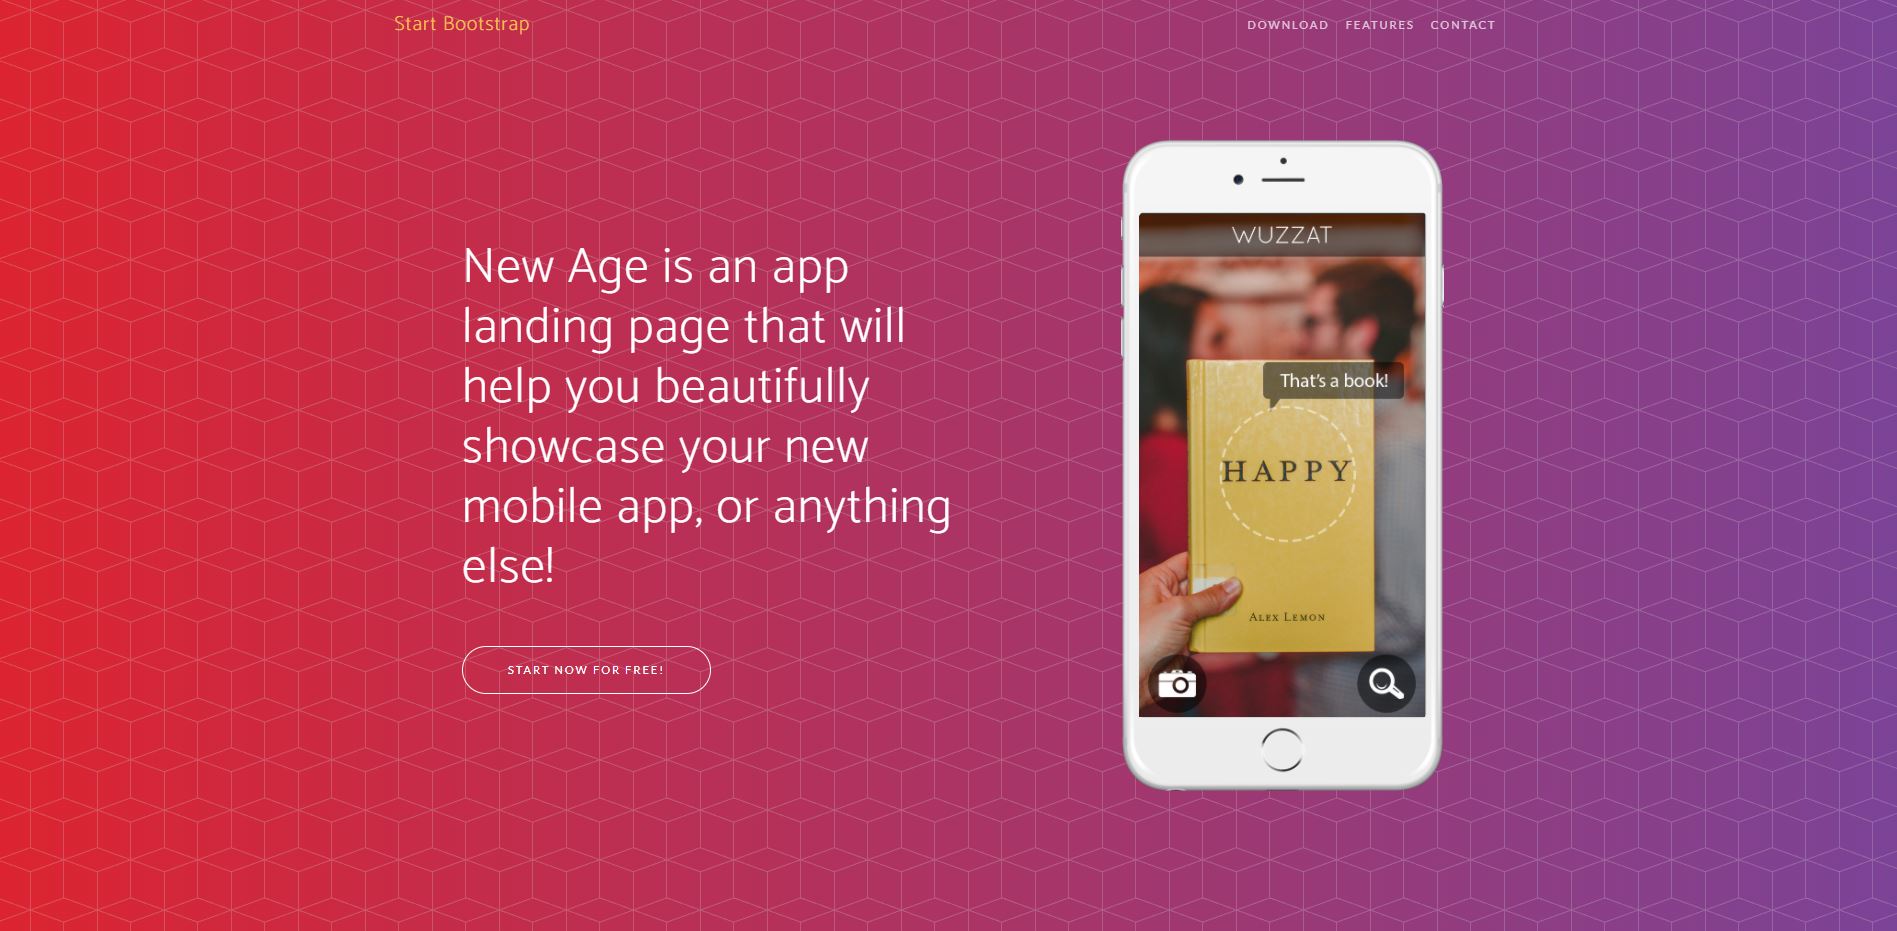 Start Bootstrap
DOWNLOAD FEATURES CONTACT
New Age is an app
landing page that will
help you beautifully
showcase your new
mobile app, or anything
else!
START NOW FOR FREE!
WUZZAT
That's a book!
HAPPY
ALEX LEMON